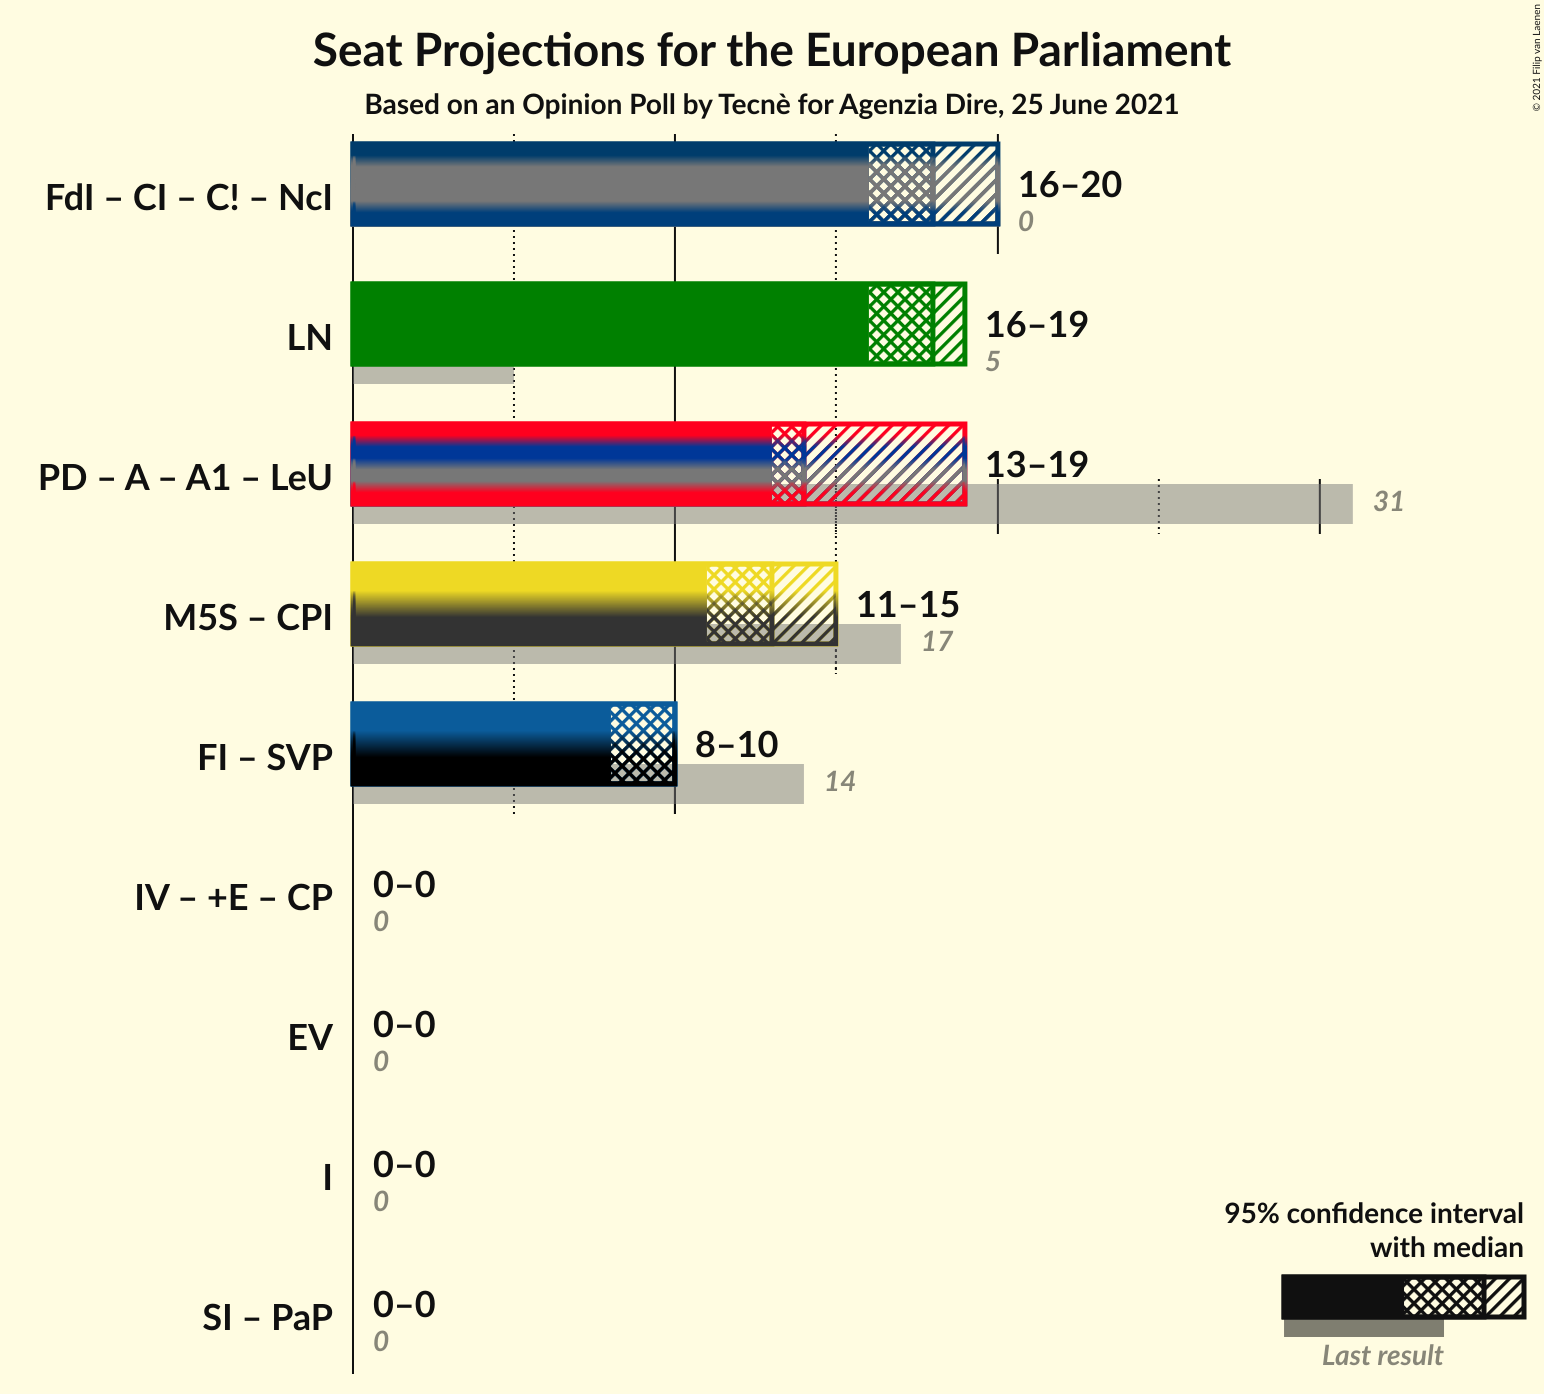 Seat Projections for the European Parliament
Based on an Opinion Poll by Tecnè for Agenzia Dire, 25 June 2021
© 2021 Filip van Laenen
FdI – CI – C! – NcI
16–20
0
LN
16–19
5
PD – A – A1 – LeU
13–19
31
M5S – CPI
11–15
17
FI – SVP
8–10
14
IV – +E – CP
0–0
0
EV
0–0
0
I
0–0
0
SI – PaP
0–0
0
95% confidence interval
with median
Last result